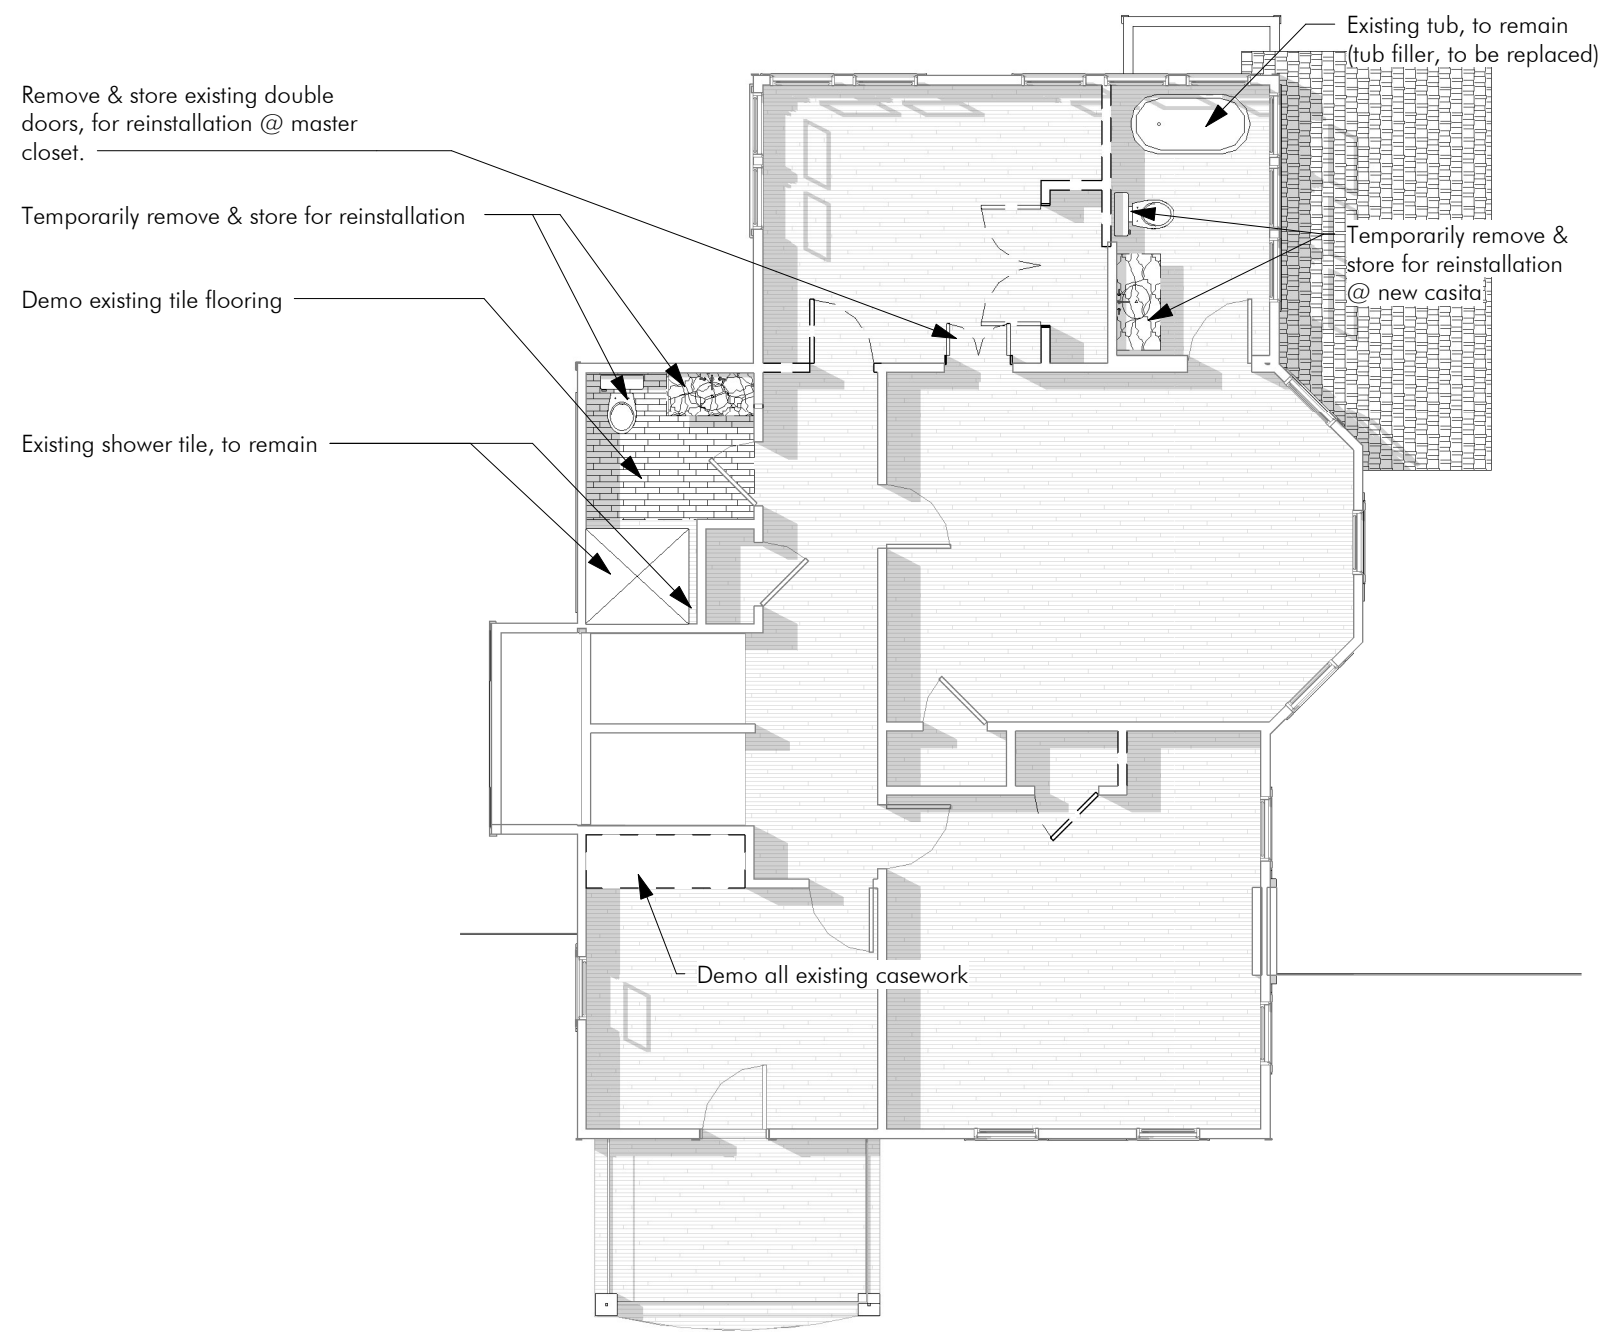 Existing tub, to remain
(tub filler, to be replaced)
Remove & store existing double
doors, for reinstallation @ master
closet.
Temporarily remove & store for reinstallation
Temporarily remove &
store for reinstallation
@ new casita
Demo existing tile flooring
Existing shower tile, to remain
Demo all existing casework